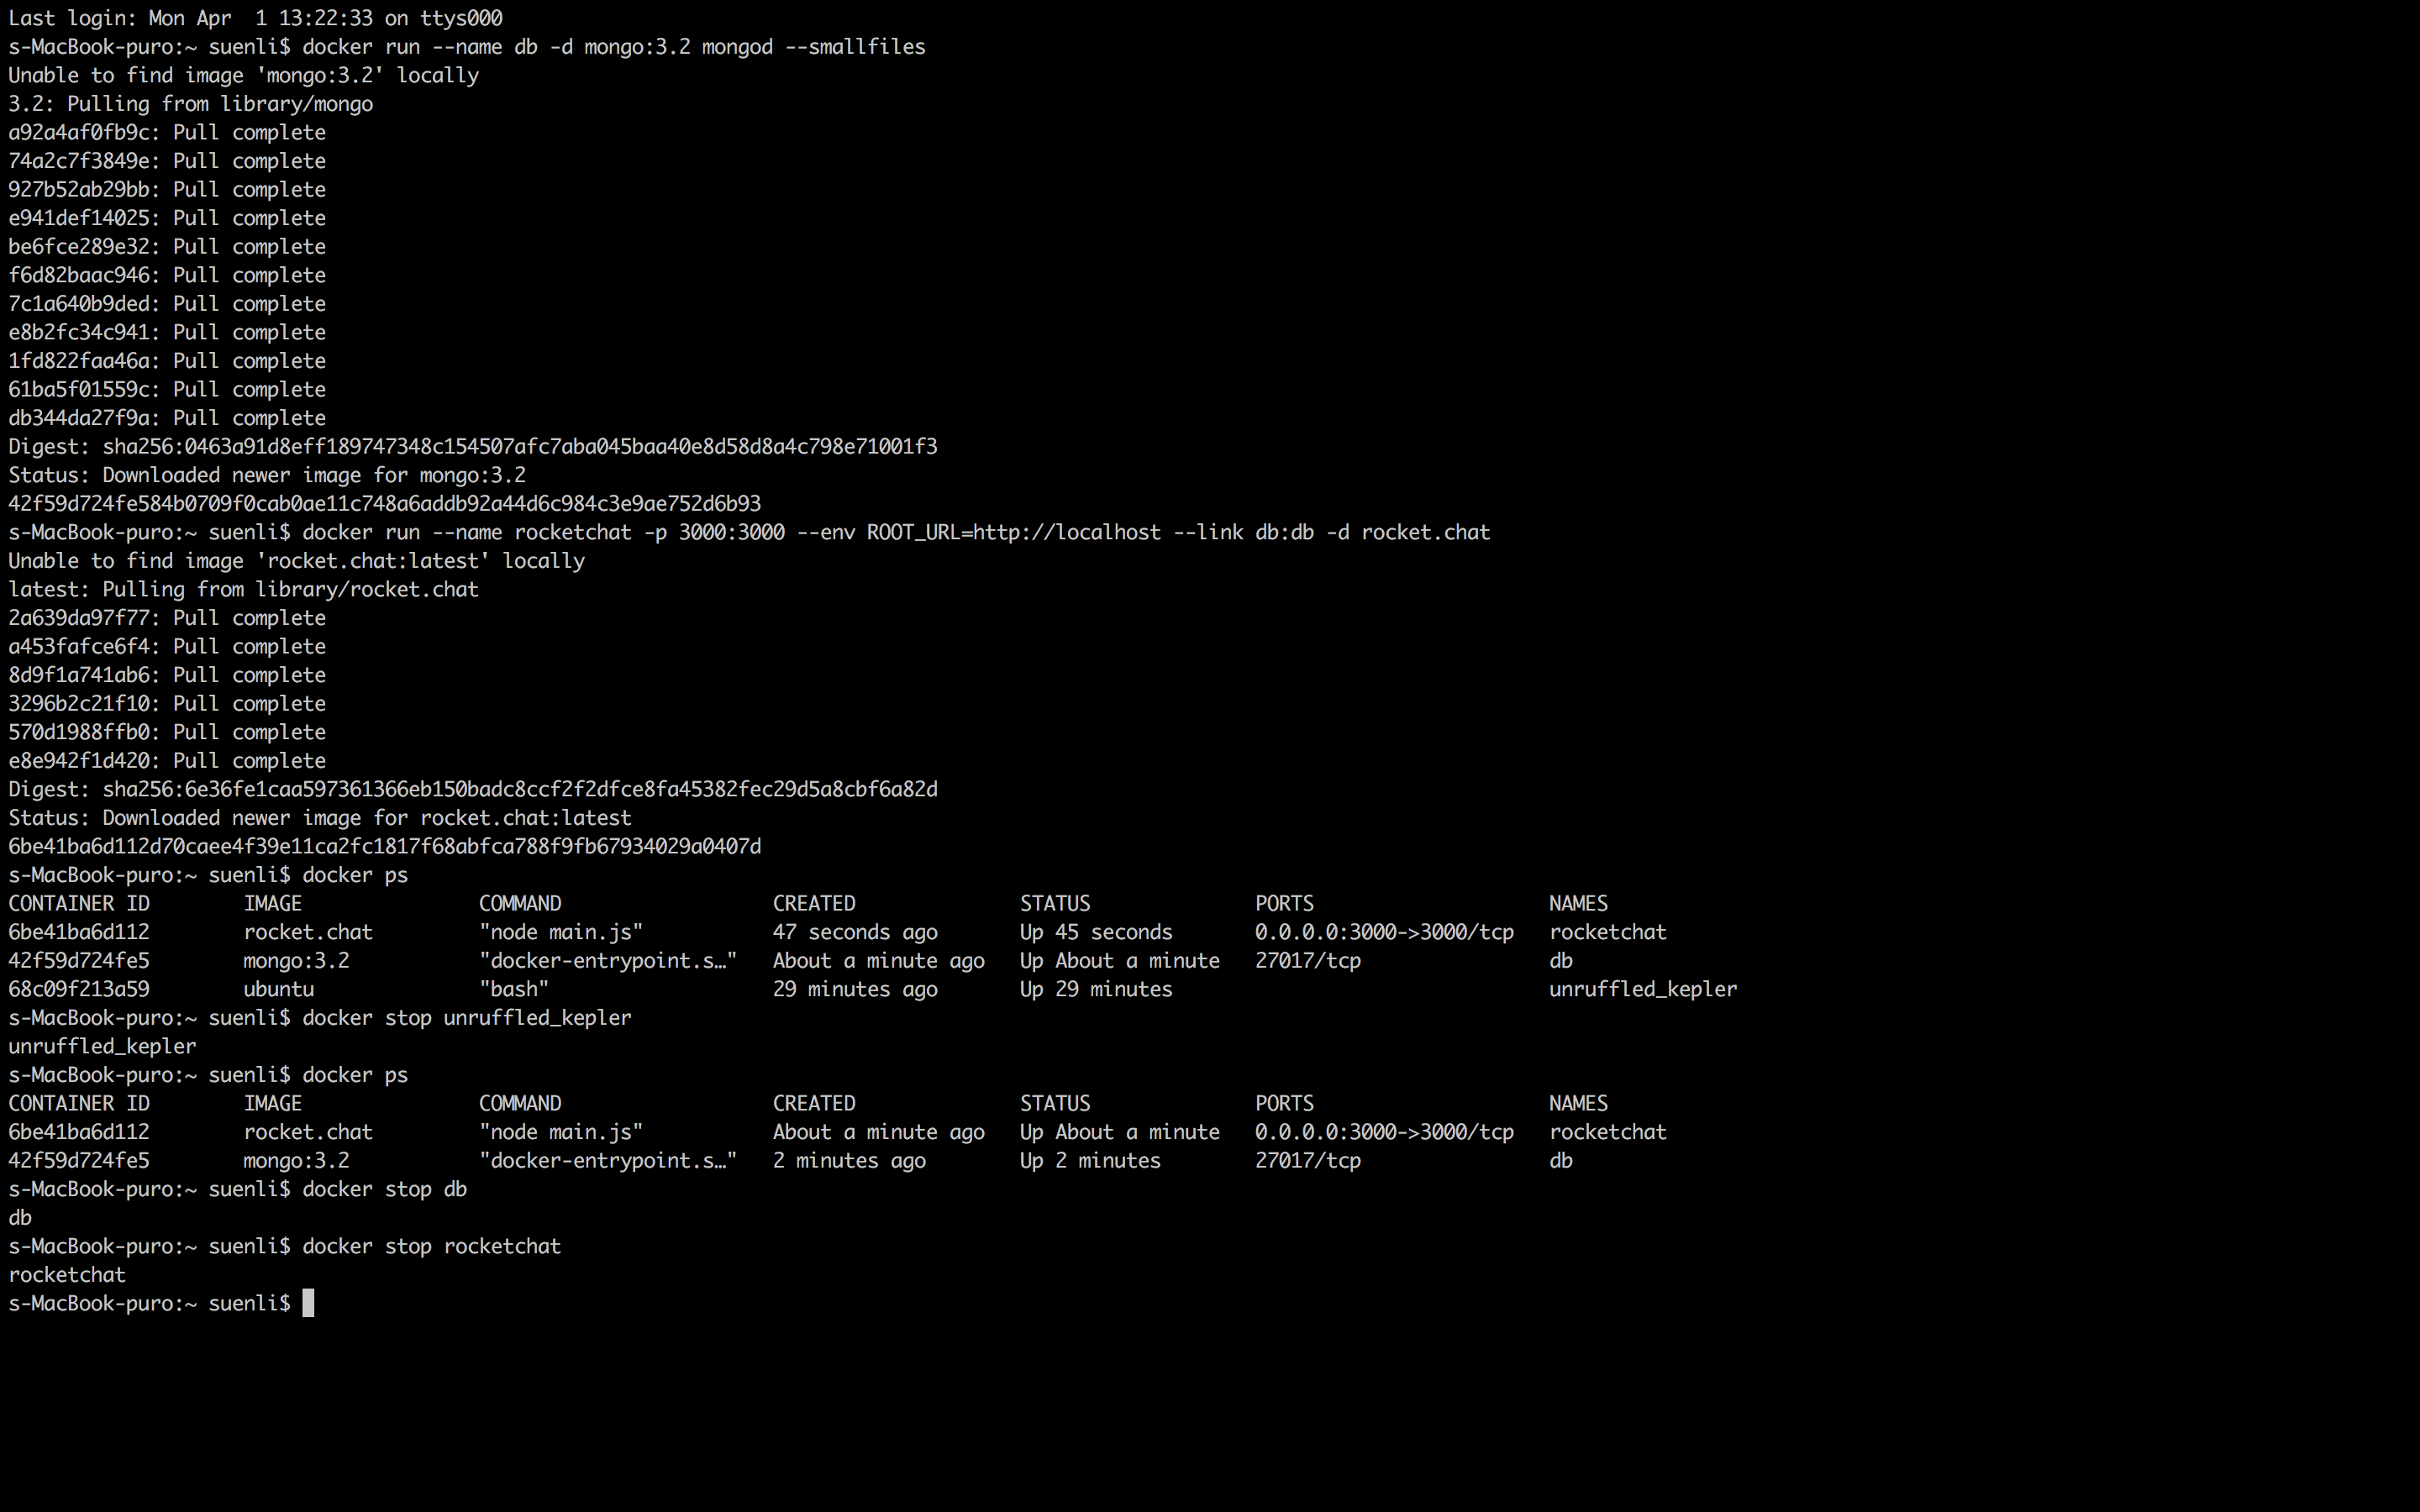 Last login: Mon Apr  1 13:22:33 on ttys000
s-MacBook-puro:~ suenli$ docker run --name db -d mongo:3.2 mongod --smallfiles
Unable to find image 'mongo:3.2' locally
3.2: Pulling from library/mongo
a92a4af0fb9c: Pull complete
74a2c7f3849e: Pull complete
927b52ab29bb: Pull complete
e941def14025: Pull complete
be6fce289e32: Pull complete
f6d82baac946: Pull complete
7c1a640b9ded: Pull complete
e8b2fc34c941: Pull complete
1fd822faa46a: Pull complete
61ba5f01559c: Pull complete
db344da27f9a: Pull complete
Digest: sha256:0463a91d8eff189747348c154507afc7aba045baa40e8d58d8a4c798e71001f3
Status: Downloaded newer image for mongo:3.2
42f59d724fe584b0709f0cab0ae11c748a6addb92a44d6c984c3e9ae752d6b93
s-MacBook-puro:~ suenli$ docker run --name rocketchat -p 3000:3000 --env ROOT_URL=http://localhost --link db:db -d rocket.chat
Unable to find image 'rocket.chat:latest' locally
latest: Pulling from library/rocket.chat
2a639da97f77: Pull complete
a453fafce6f4: Pull complete
8d9f1a741ab6: Pull complete
3296b2c21f10: Pull complete
570d1988ffb0: Pull complete
e8e942f1d420: Pull complete
Digest: sha256:6e36fe1caa597361366eb150badc8ccf2f2dfce8fa45382fec29d5a8cbf6a82d
Status: Downloaded newer image for rocket.chat:latest
6be41ba6d112d70caee4f39e11ca2fc1817f68abfca788f9fb67934029a0407d
s-MacBook-puro:~ suenli$ docker ps
CONTAINER ID        IMAGE               COMMAND                  CREATED              STATUS              PORTS                    NAMES
6be41ba6d112        rocket.chat         "node main.js"           47 seconds ago       Up 45 seconds       0.0.0.0:3000->3000/tcp   rocketchat
42f59d724fe5        mongo:3.2           "docker-entrypoint.s…"   About a minute ago   Up About a minute   27017/tcp                db
68c09f213a59        ubuntu              "bash"                   29 minutes ago       Up 29 minutes                                unruffled_kepler
s-MacBook-puro:~ suenli$ docker stop unruffled_kepler
unruffled_kepler
s-MacBook-puro:~ suenli$ docker ps
CONTAINER ID        IMAGE               COMMAND                  CREATED              STATUS              PORTS                    NAMES
6be41ba6d112        rocket.chat         "node main.js"           About a minute ago   Up About a minute   0.0.0.0:3000->3000/tcp   rocketchat
42f59d724fe5        mongo:3.2           "docker-entrypoint.s…"   2 minutes ago        Up 2 minutes        27017/tcp                db
s-MacBook-puro:~ suenli$ docker stop db
db
s-MacBook-puro:~ suenli$ docker stop rocketchat
rocketchat
s-MacBook-puro:~ suenli$